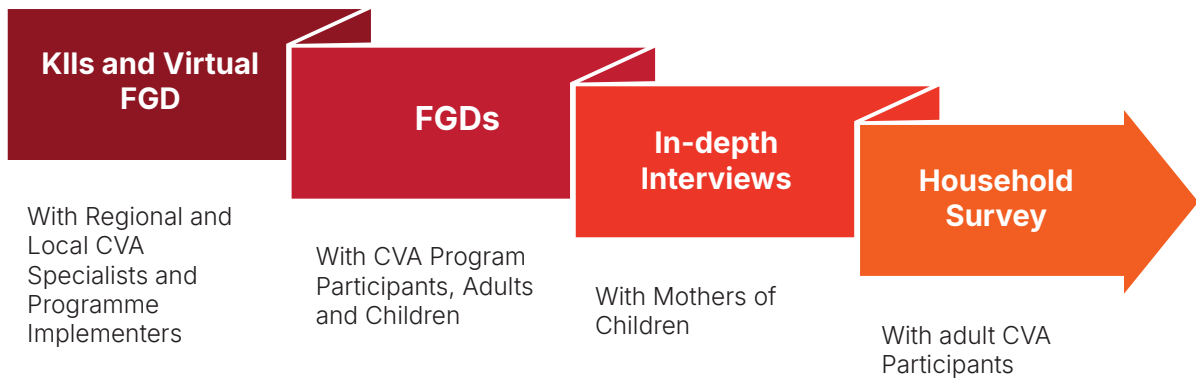 KIIs and Virtual
FGD
With Regional and
Local CVA
Specialists and
Programme
Implementers
FGDs
With CVA Program
Participants, Adults
and Children
In-depth
Interviews
With Mothers of
Children
Household
Survey
With adult CVA
Participants